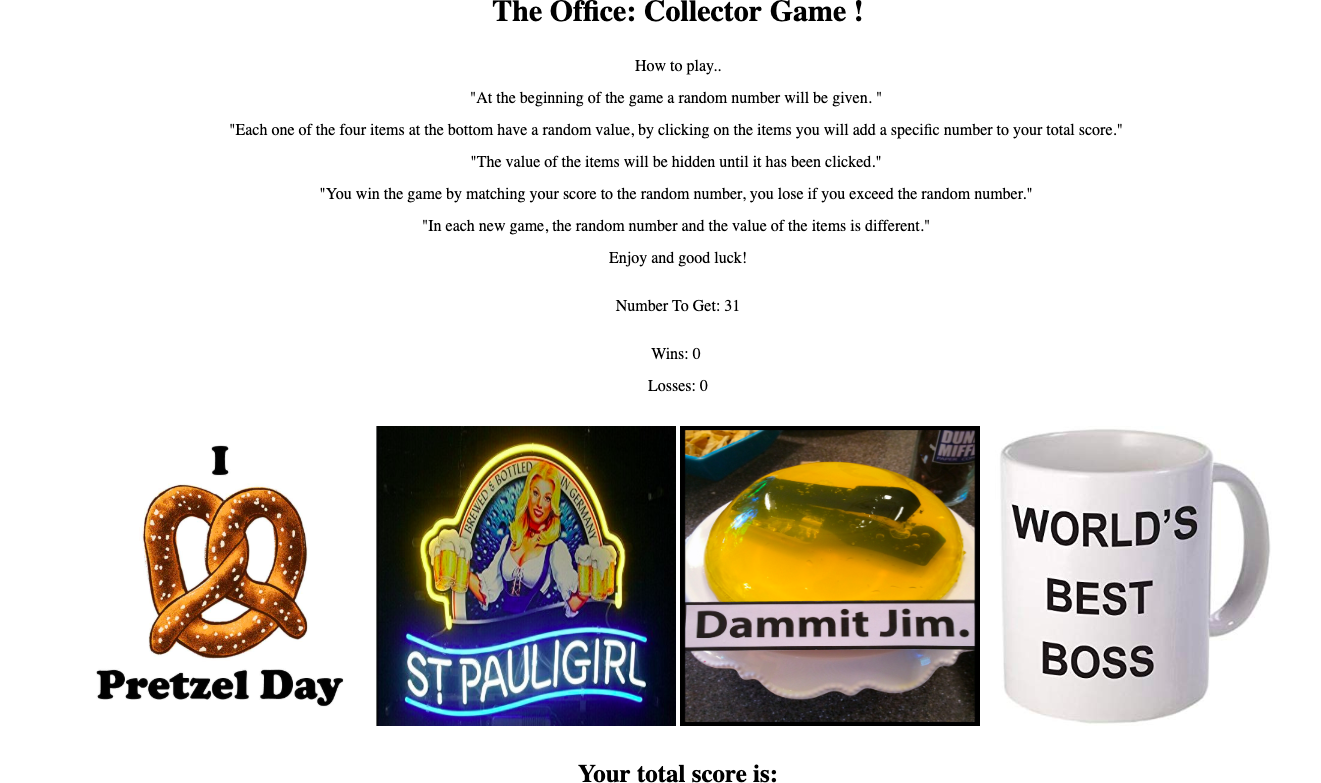 The Office: Collector Game !
How to play..
"At the beginning of the game a random number will be given. "
"Each one of the four items at the bottom have a random value, by clicking on the items you will add a specific number to your total score."
"The value of the items will be hidden until it has been clicked."
"You win the game by matching your score to the random number, you lose if you exceed the random number."
"In each new game, the random number and the value of the items is different."
Enjoy and good luck!
Number To Get: 31
Wins: 0
Losses: 0
I
Pretzel Day
BREWED & BOTTLED IN GERMANY
ST PAULI GIRL
DUN
MIFF
Dammit Jim.
WORLD'S
BEST
BOSS
Your total score is: